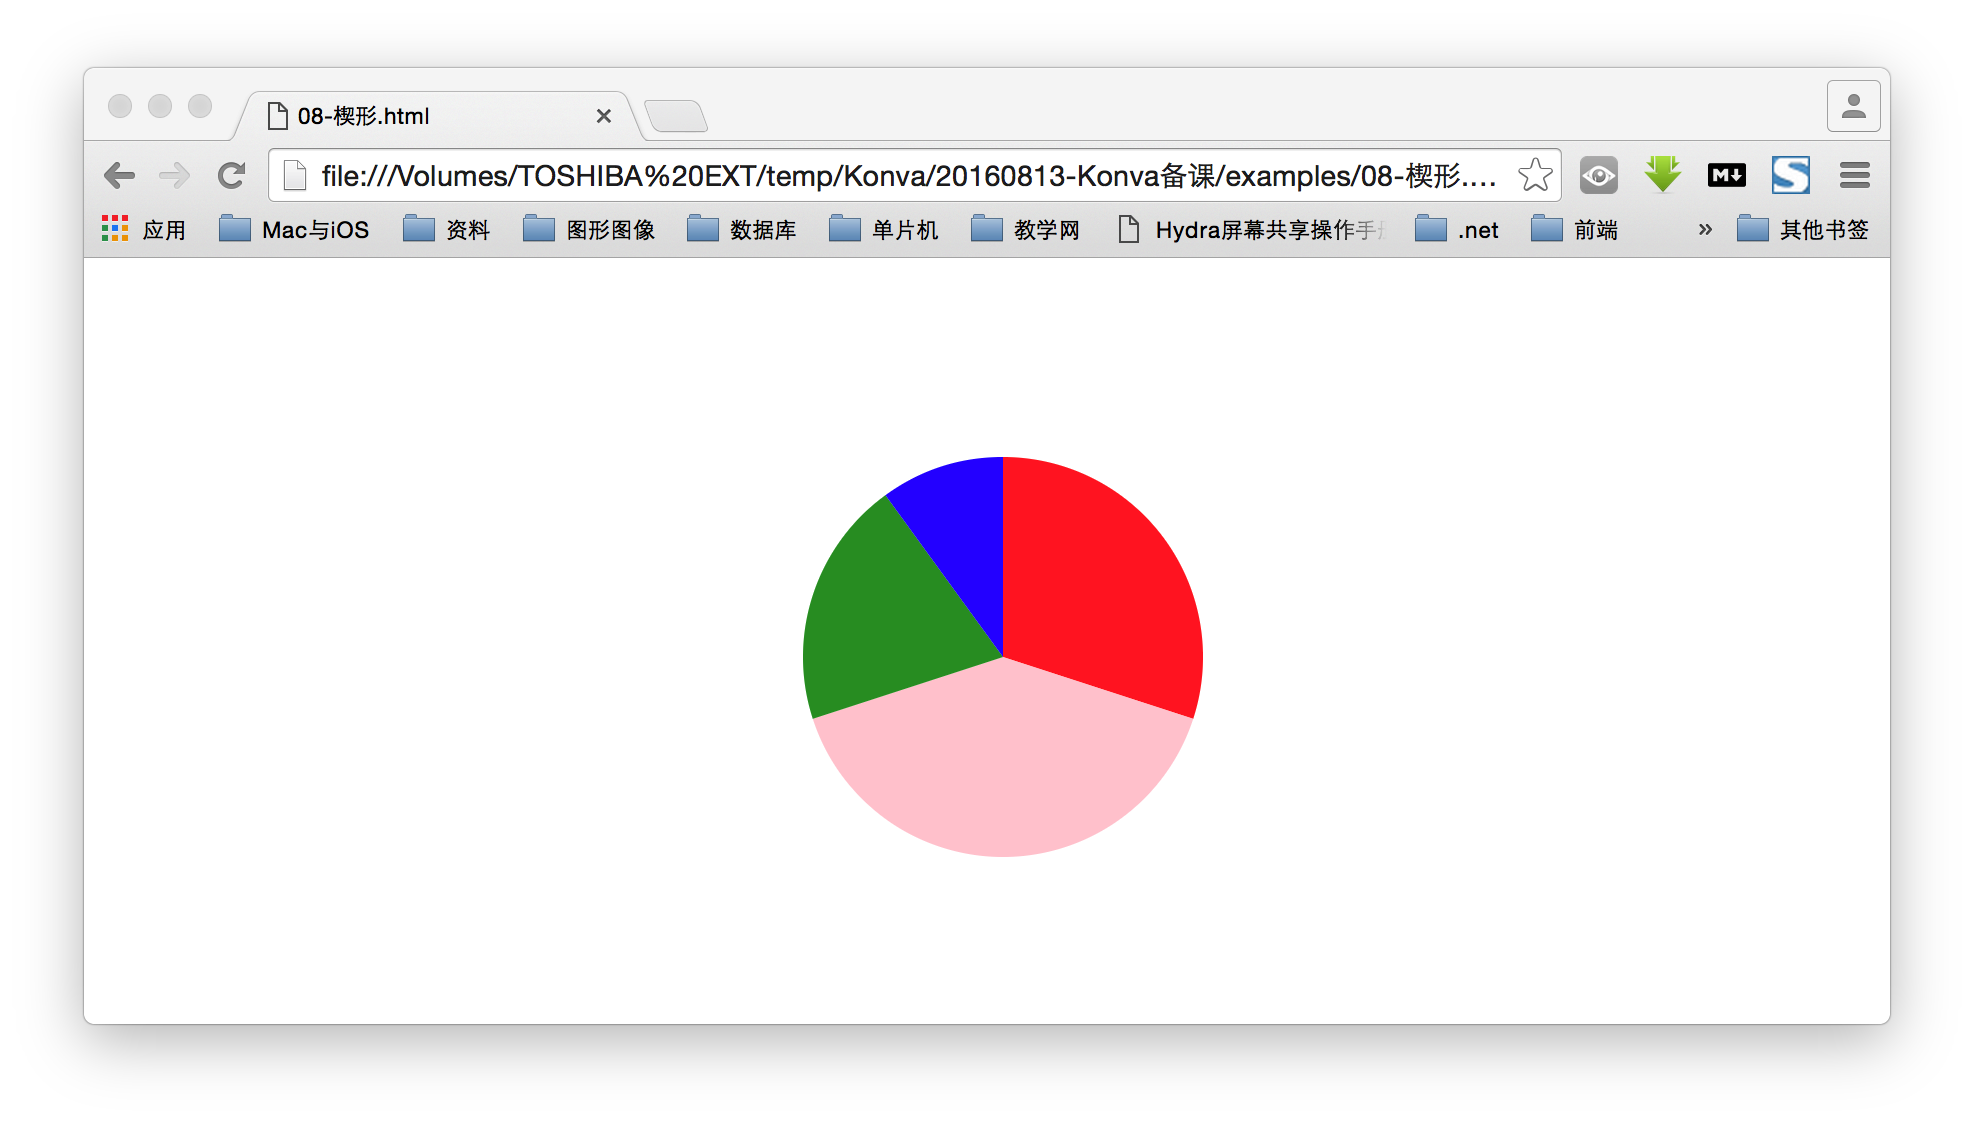 08-楔形.html
file:///Volumes/TOSHIBA%20EXT/temp/Konva/20160813-Konva备课/examples/08-楔形....
应用 Mac与iOS 资料 图形图像 数据库 单片机 教学网 Hydra屏幕共享操作手 .net 前端 » 其他书签